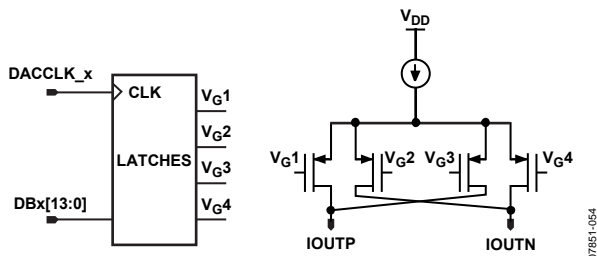 DACCLK_x
CLK
LATCHES
DBx[13:0]
VG1
VG2
VG3
VG4
VDD
VG1
VG2
VG3
VG4
IOUTP
IOUTN
07851-054